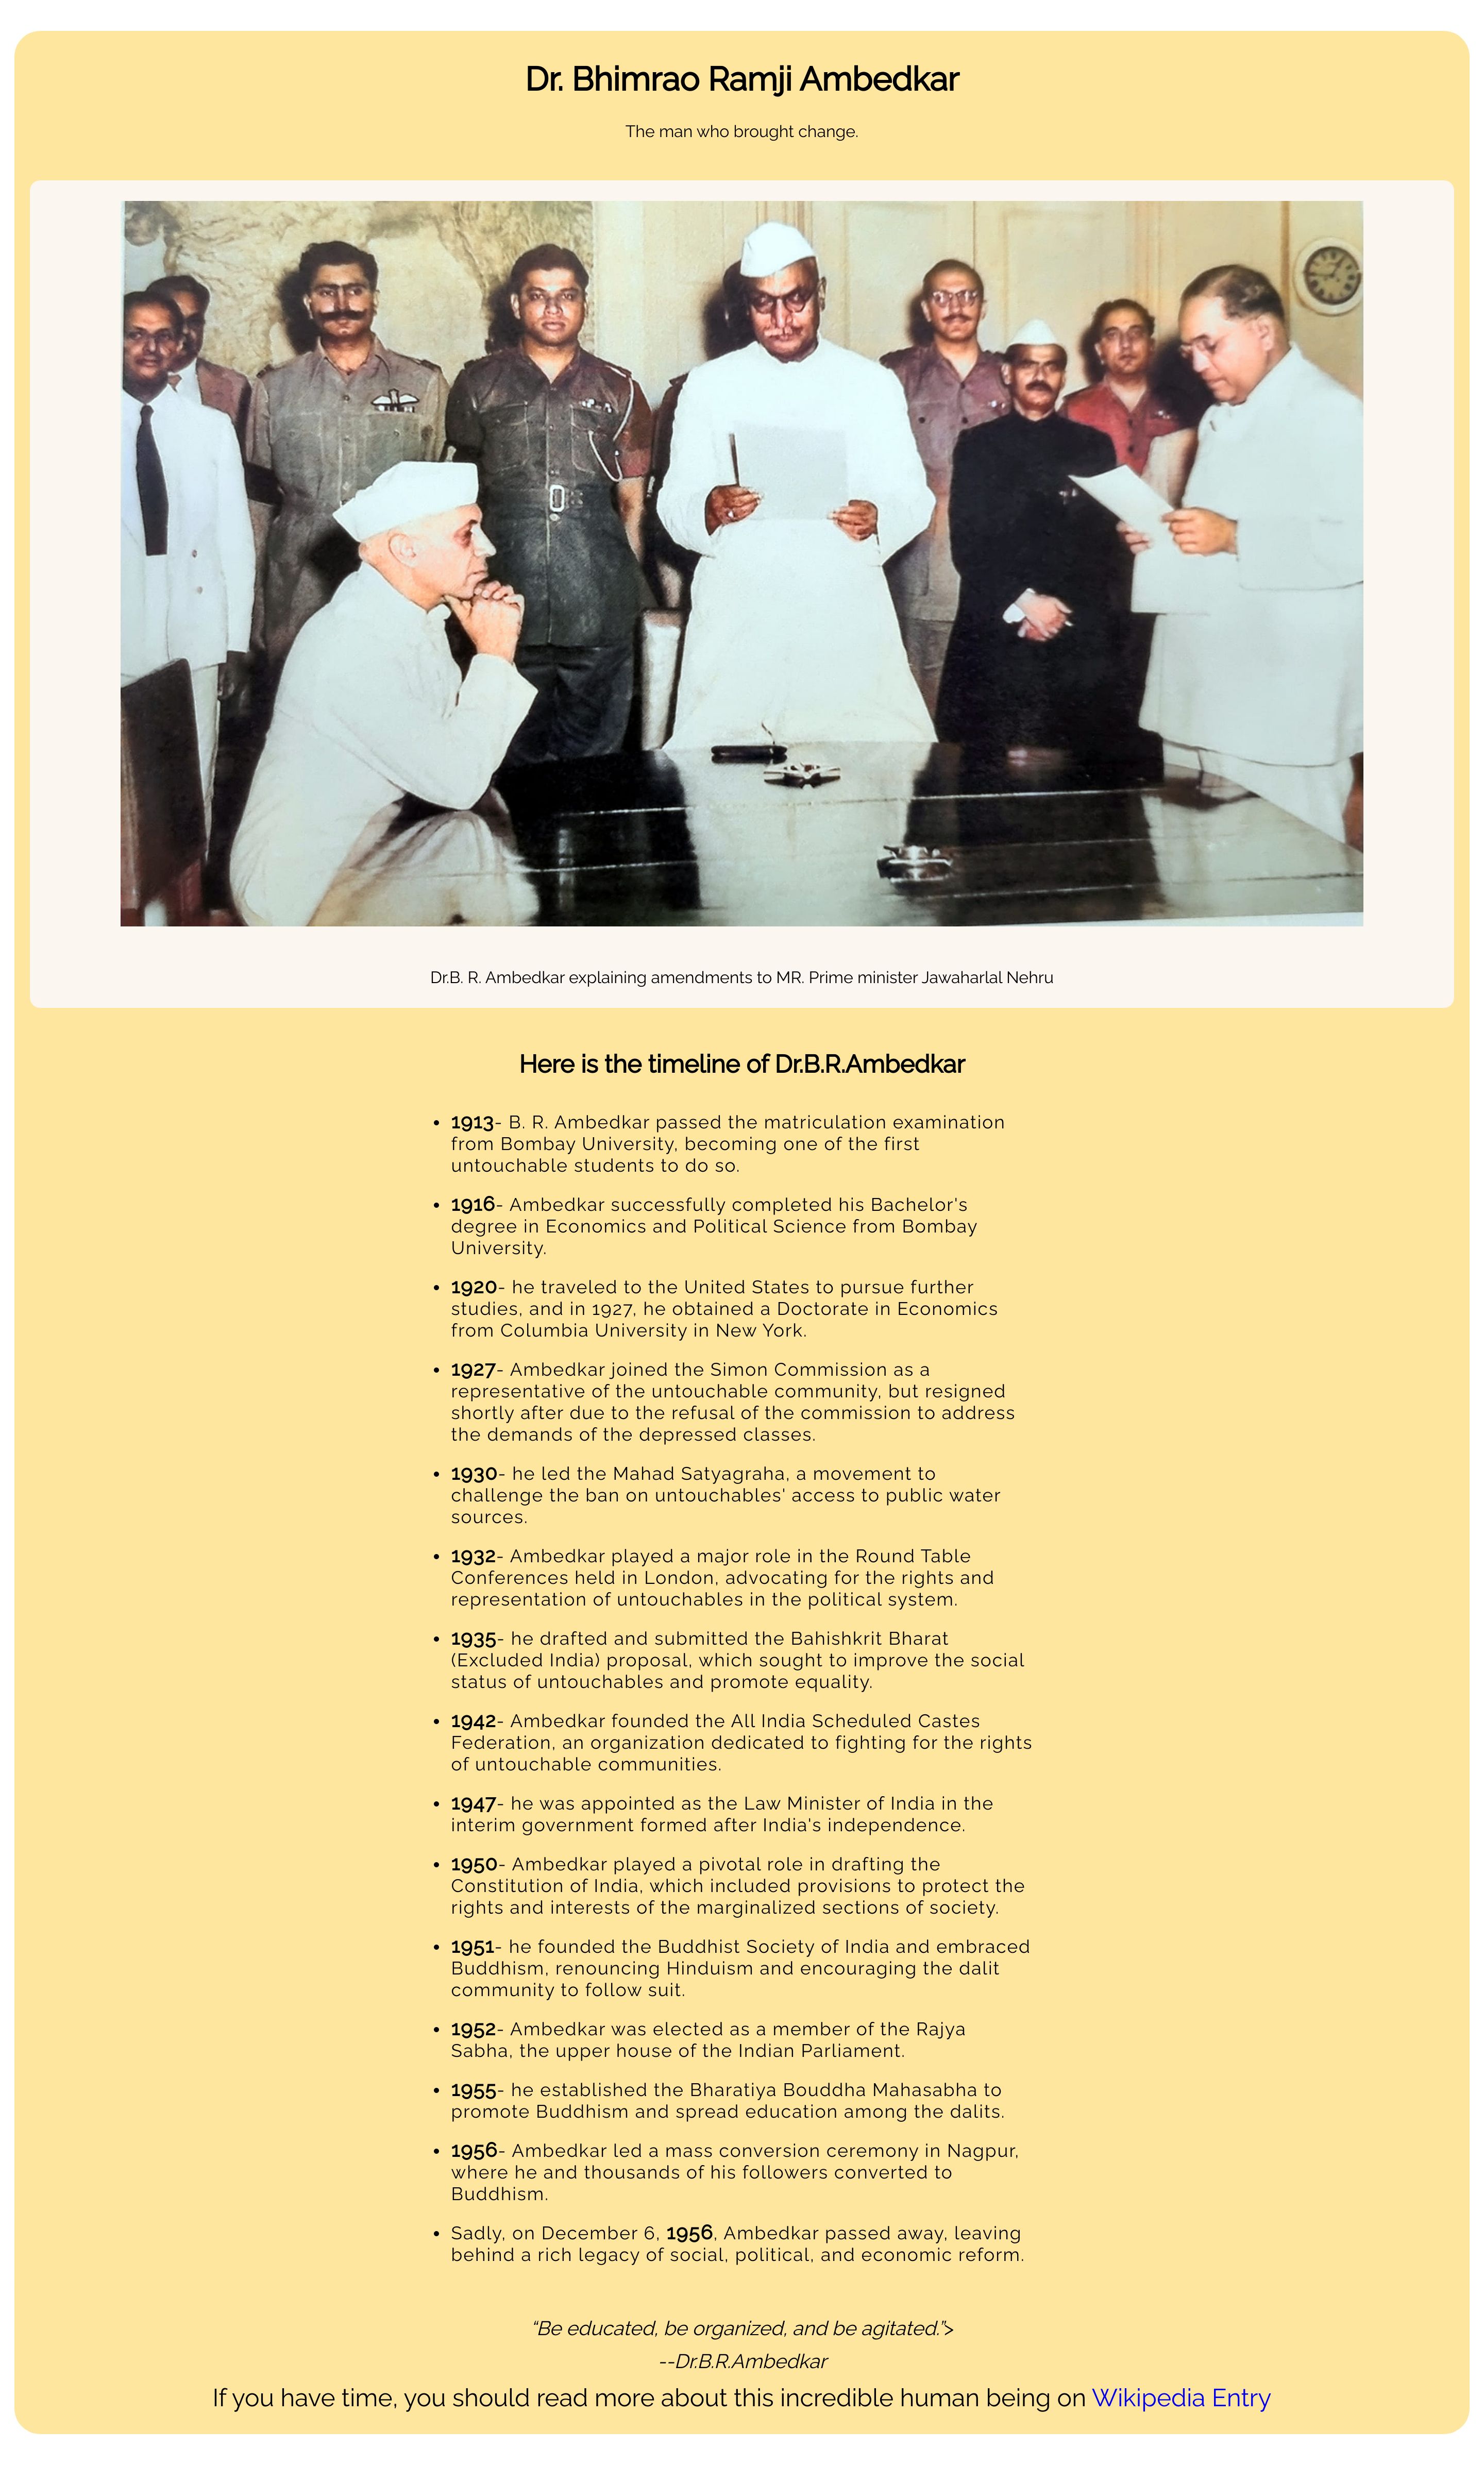 Dr. Bhimrao Ramji Ambedkar
The man who brought change.
Dr.B. R. Ambedkar explaining amendments to MR. Prime minister Jawaharlal Nehru
Here is the timeline of Dr.B.R.Ambedkar
• 1913- B. R. Ambedkar passed the matriculation examination
from Bombay University, becoming one of the first
untouchable students to do so.
• 1916- Ambedkar successfully completed his Bachelor's
degree in Economics and Political Science from Bombay
University.
• 1920- he traveled to the United States to pursue further
studies, and in 1927, he obtained a Doctorate in Economics
from Columbia University in New York.
• 1927- Ambedkar joined the Simon Commission as a
representative of the untouchable community, but resigned
shortly after due to the refusal of the commission to address
the demands of the depressed classes.
• 1930- he led the Mahad Satyagraha, a movement to
challenge the ban on untouchables' access to public water
sources.
• 1932- Ambedkar played a major role in the Round Table
Conferences held in London, advocating for the rights and
representation of untouchables in the political system.
• 1935- he drafted and submitted the Bahishkrit Bharat
(Excluded India) proposal, which sought to improve the social
status of untouchables and promote equality.
• 1942- Ambedkar founded the All India Scheduled Castes
Federation, an organization dedicated to fighting for the rights
of untouchable communities.
• 1947- he was appointed as the Law Minister of India in the
interim government formed after India's independence.
• 1950- Ambedkar played a pivotal role in drafting the
Constitution of India, which included provisions to protect the
rights and interests of the marginalized sections of society.
• 1951- he founded the Buddhist Society of India and embraced
Buddhism, renouncing Hinduism and encouraging the dalit
community to follow suit.
• 1952- Ambedkar was elected as a member of the Rajya
Sabha, the upper house of the Indian Parliament.
• 1955- he established the Bharatiya Bouddha Mahasabha to
promote Buddhism and spread education among the dalits.
• 1956- Ambedkar led a mass conversion ceremony in Nagpur,
where he and thousands of his followers converted to
Buddhism.
• Sadly, on December 6, 1956, Ambedkar passed away, leaving
behind a rich legacy of social, political, and economic reform.
“Be educated, be organized, and be agitated.”>
--Dr.B.R.Ambedkar
If you have time, you should read more about this incredible human being on Wikipedia Entry